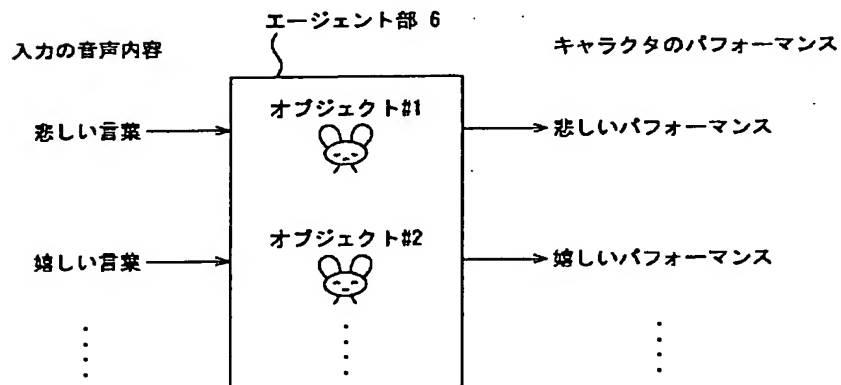 エージェント部 6
入力の音声内容
キャラクタのパフォーマンス
オブジェクト#1
悲しい言葉
悲しいパフォーマンス
オブジェクト#2
嬉しい言葉
嬉しいパフォーマンス